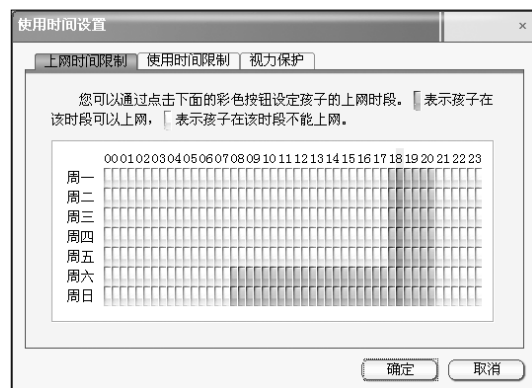 使用时间设置
×
上网时间限制 使用时间限制 视力保护
您可以通过点击下面的彩色按钮设定孩子的上网时段。 表示孩子在
该时段可以上网， 表示孩子在该时段不能上网。
00 01 02 03 04 05 06 07 08 09 10 11 12 13 14 15 16 17 18 19 20 21 22 23
周一
周二
周三
周四
周五
周六
周日
确定 取消